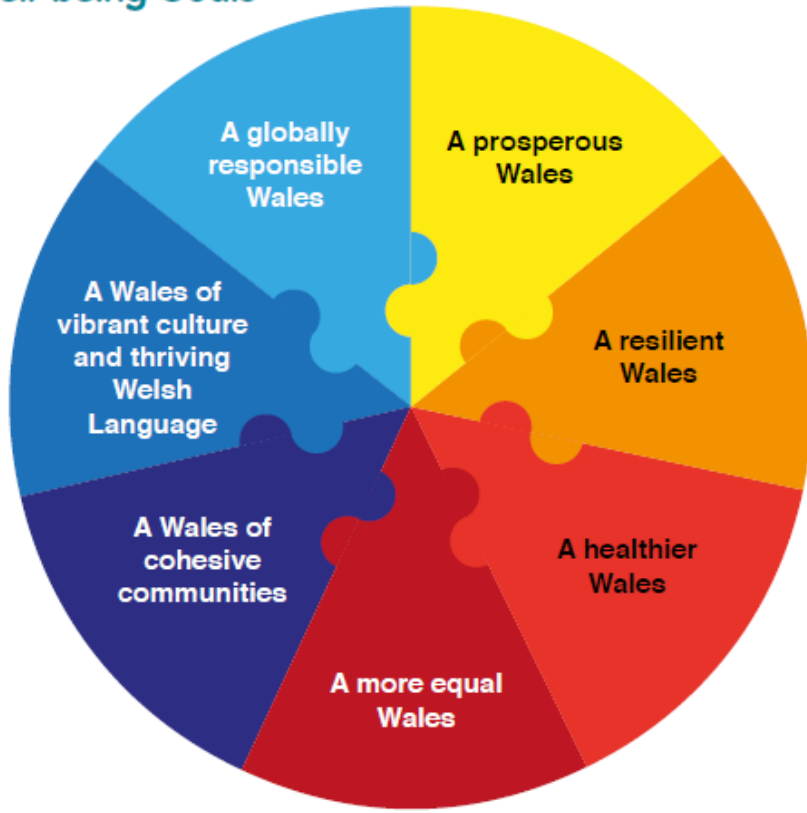 Goals
A prosperous
Wales
A resilient
Wales
A healthier
Wales
A more equal
Wales
A Wales of
cohesive
communities
A Wales of
vibrant culture
and thriving
Welsh
Language
A globally
responsible
Wales